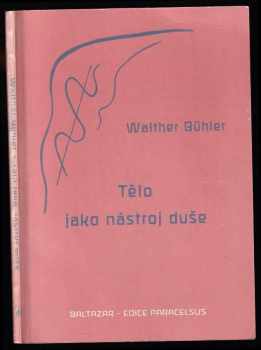 Walther Bühler
Tělo
jako nástroj duše
BALTAZAR - EDICE PARACELSUS